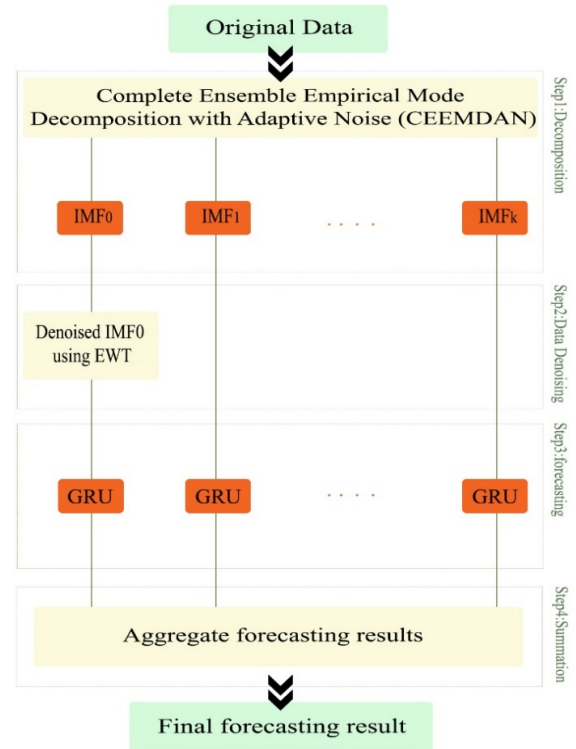 Original Data
Step1:Decomposition
Complete Ensemble Empirical Mode
Decomposition with Adaptive Noise (CEEMDAN)
IMF0
IMF1
. . . .
IMFk
Step2:Data Denoising
Denoised IMF0
using EWT
Step3:forecasting
GRU
GRU
. . . .
GRU
Step4:Summation
Aggregate forecasting results
Final forecasting result